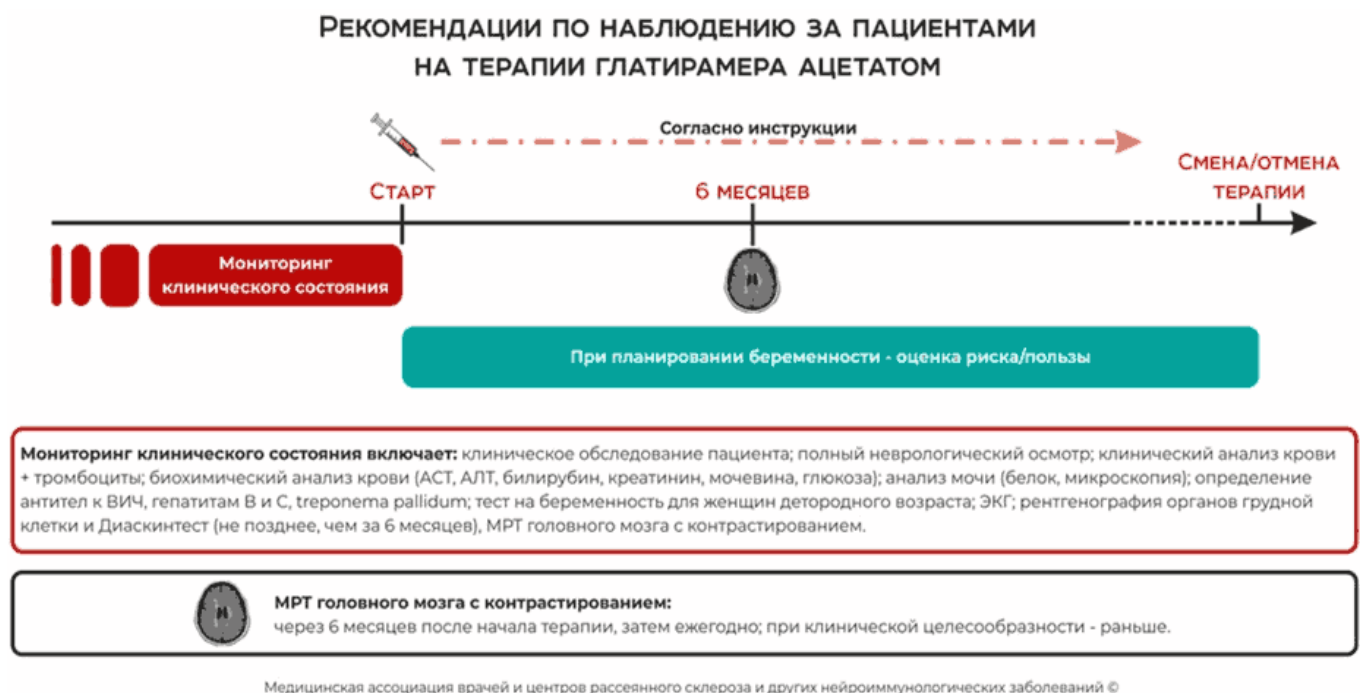 Рекомендации по наблюдению за пациентами
на терапии глатирамера ацетатом
Согласно инструкции
Старт
6 месяцев
Смена/отмена
терапии
Мониторинг
клинического состояния
При планировании беременности - оценка риска/пользы
Мониторинг клинического состояния включает: клиническое обследование пациента; полный неврологический осмотр; клинический анализ крови
+ тромбоциты; биохимический анализ крови (АСТ, АЛТ, билирубин, креатинин, мочевина, глюкоза); анализ мочи (белок, микроскопия); определение
антител к ВИЧ, гепатитам В и С, treponema pallidum; тест на беременность для женщин детородного возраста; ЭКГ; рентгенография органов грудной
клетки и Диаскинтест (не позднее, чем за 6 месяцев), МРТ головного мозга с контрастированием.
МРТ головного мозга с контрастированием:
через 6 месяцев после начала терапии, затем ежегодно; при клинической целесообразности - раньше.
Медицинская ассоциация врачей и центров рассеянного склероза и других нейроиммунологических заболеваний ©